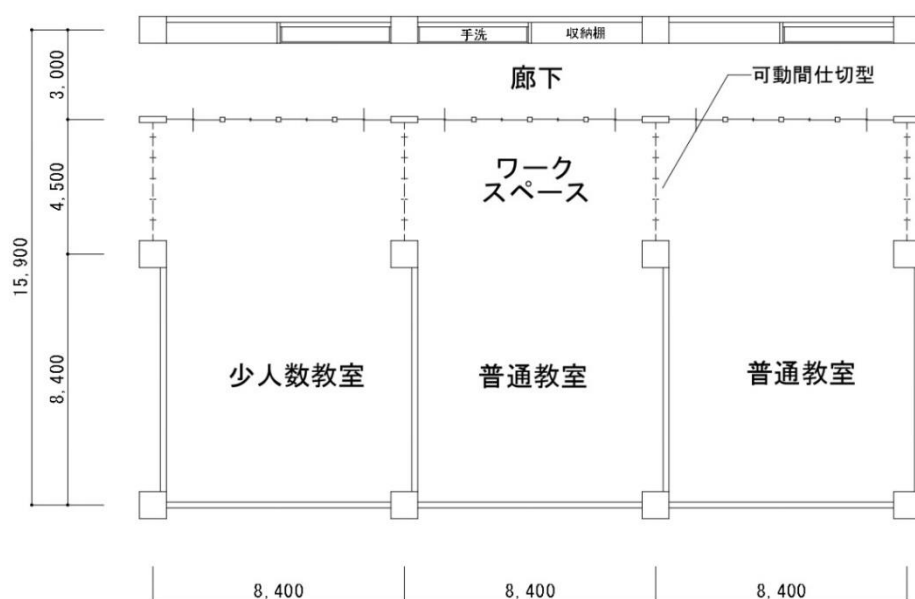 手洗
収納棚
3,000
廊下
可動間仕切型
4,500
ワーク
スペース
15,900
8,400
少人数教室
普通教室
普通教室
8,400
8,400
8,400